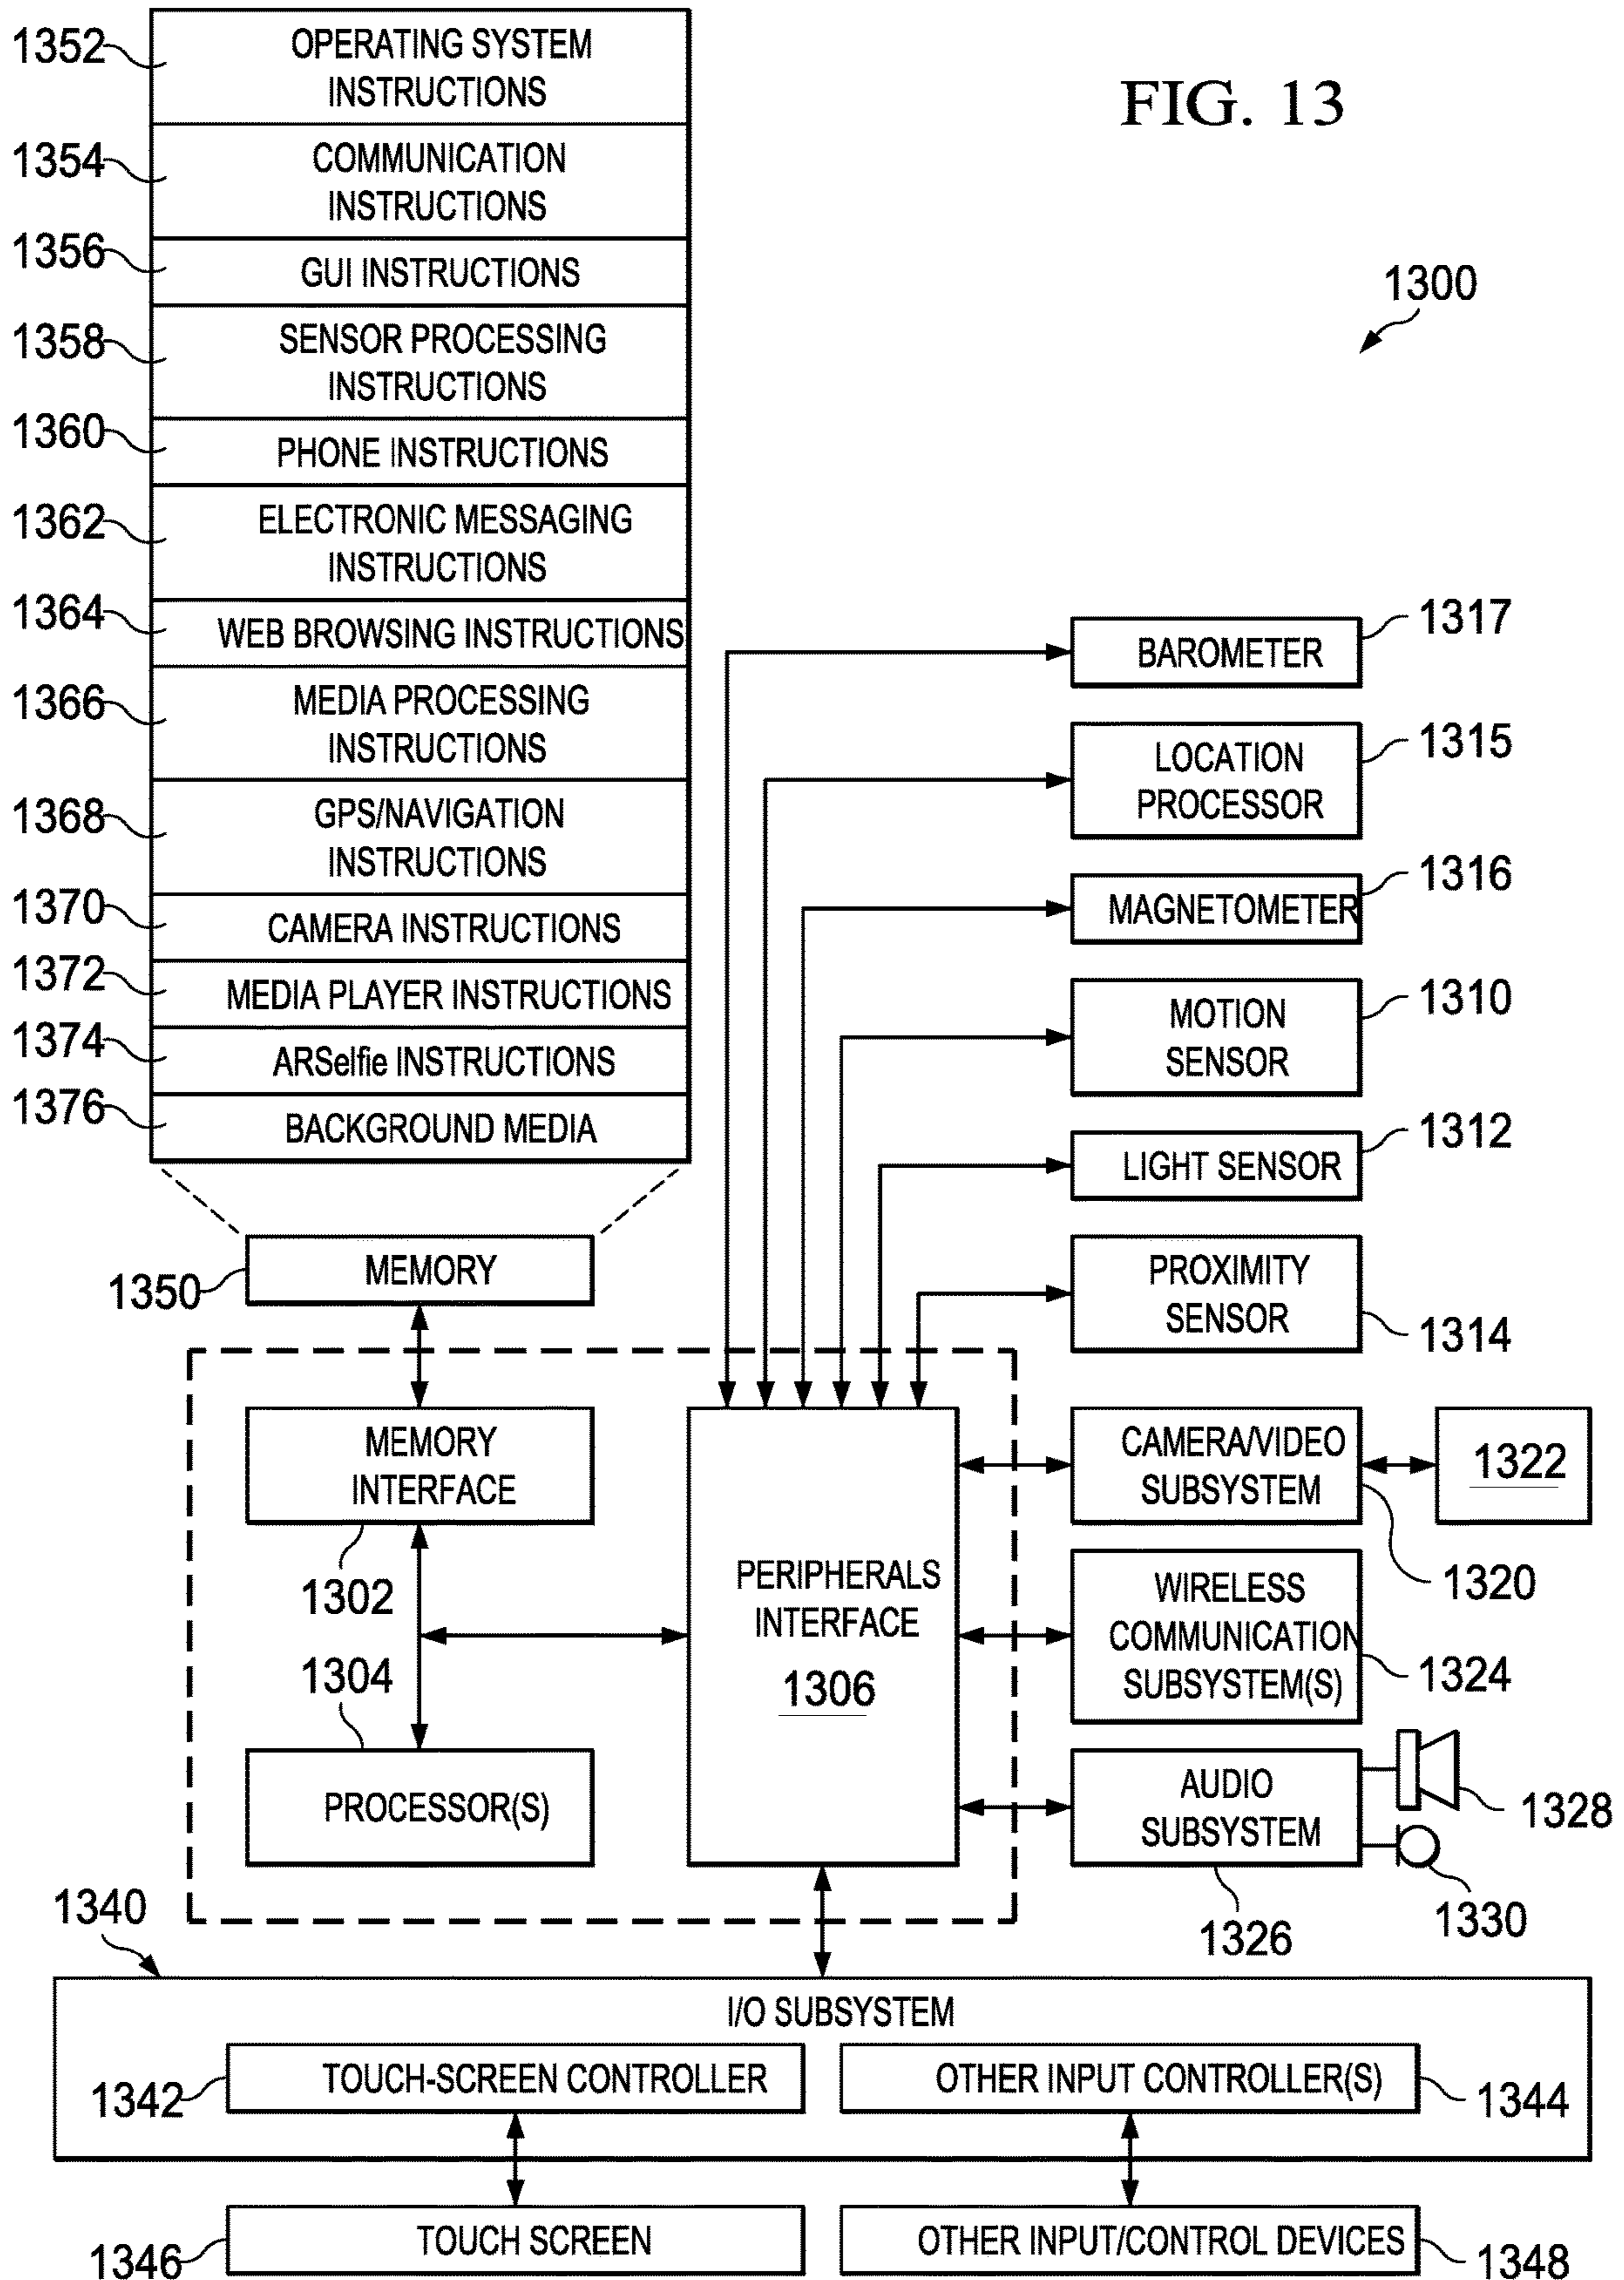 FIG. 13
1300
1352
OPERATING SYSTEM
INSTRUCTIONS
1354
COMMUNICATION
INSTRUCTIONS
1356
GUI INSTRUCTIONS
1358
SENSOR PROCESSING
INSTRUCTIONS
1360
PHONE INSTRUCTIONS
1362
ELECTRONIC MESSAGING
INSTRUCTIONS
1364
WEB BROWSING INSTRUCTIONS
1366
MEDIA PROCESSING
INSTRUCTIONS
1368
GPS/NAVIGATION
INSTRUCTIONS
1370
CAMERA INSTRUCTIONS
1372
MEDIA PLAYER INSTRUCTIONS
1374
ARSelfie INSTRUCTIONS
1376
BACKGROUND MEDIA
1350
MEMORY
BAROMETER
1317
LOCATION
PROCESSOR
1315
MAGNETOMETER
1316
MOTION
SENSOR
1310
LIGHT SENSOR
1312
PROXIMITY
SENSOR
1314
MEMORY
INTERFACE
1302
1304
PROCESSOR(S)
PERIPHERALS
INTERFACE
1306
CAMERA/VIDEO
SUBSYSTEM
1320
1322
WIRELESS
COMMUNICATION
SUBSYSTEM(S)
1324
AUDIO
SUBSYSTEM
1326
1328
1330
1340
I/O SUBSYSTEM
1342
TOUCH-SCREEN CONTROLLER
OTHER INPUT CONTROLLER(S)
1344
1346
TOUCH SCREEN
OTHER INPUT/CONTROL DEVICES
1348